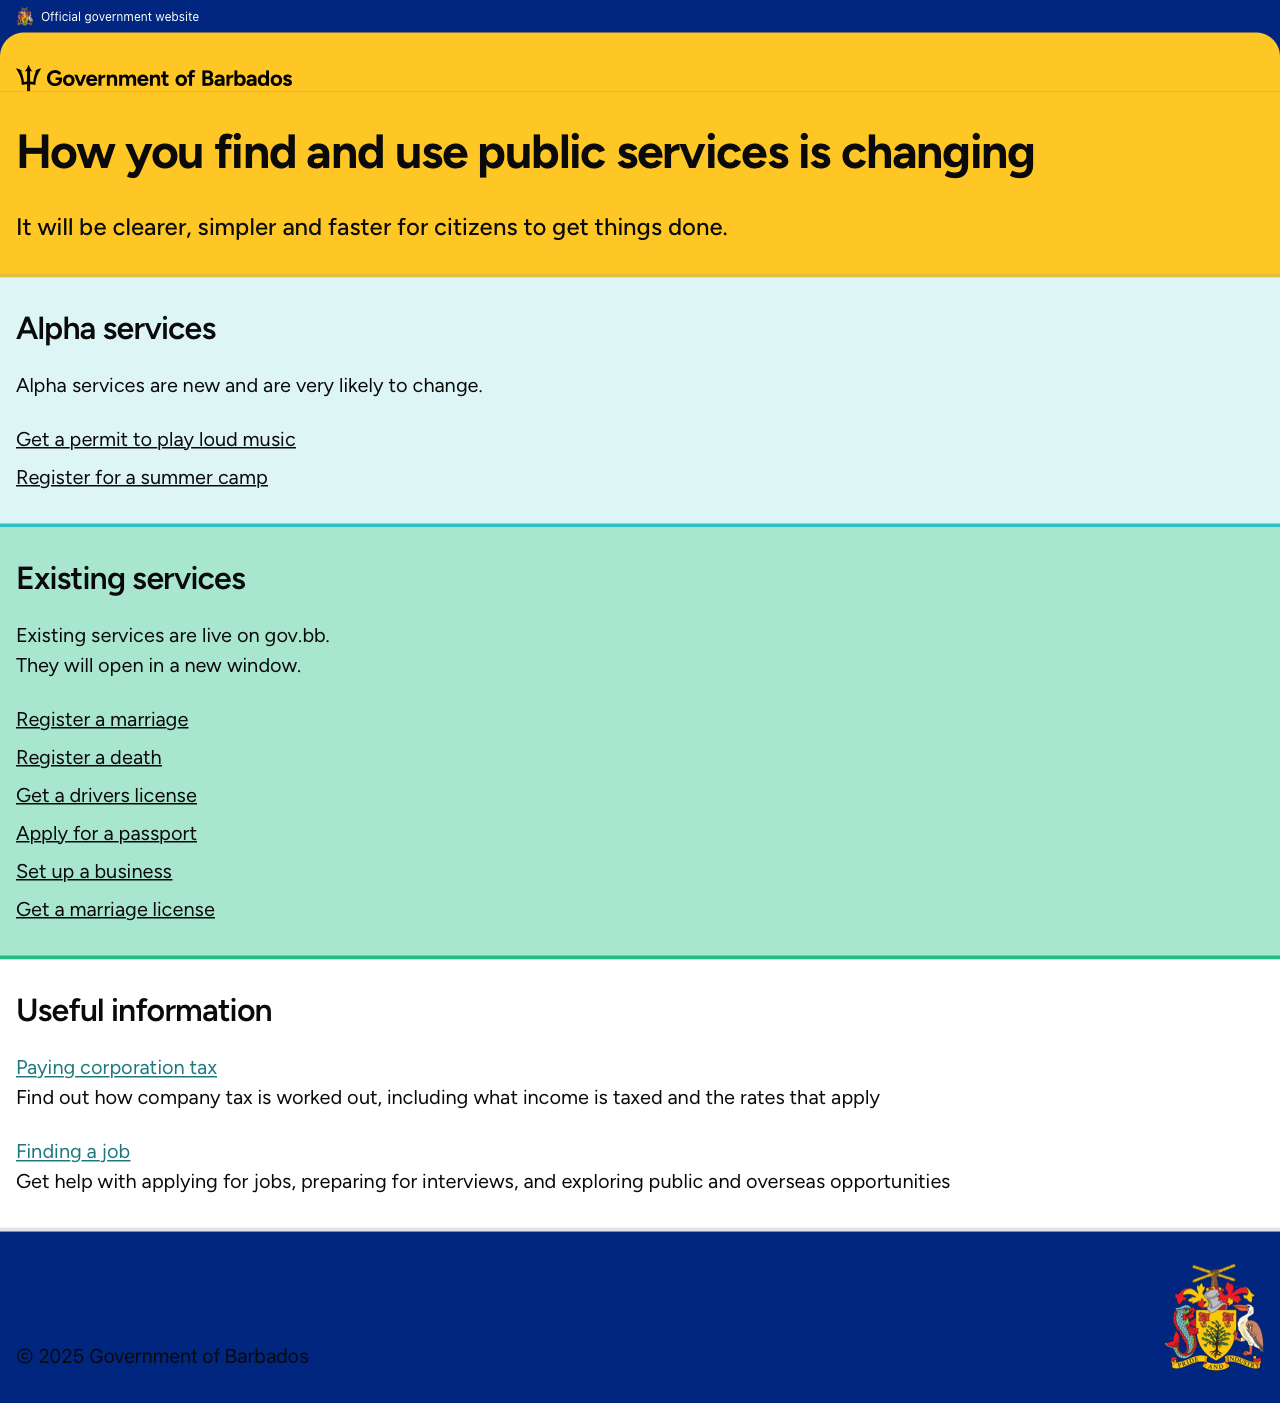 Official government website
Government of Barbados
How you find and use public services is changing
It will be clearer, simpler and faster for citizens to get things done.
Alpha services
Alpha services are new and are very likely to change.
Get a permit to play loud music
Register for a summer camp
Existing services
Existing services are live on gov.bb.
They will open in a new window.
Register a marriage
Register a death
Get a drivers license
Apply for a passport
Set up a business
Get a marriage license
Useful information
Paying corporation tax
Find out how company tax is worked out, including what income is taxed and the rates that apply
Finding a job
Get help with applying for jobs, preparing for interviews, and exploring public and overseas opportunities
© 2025 Government of Barbados
PRIDE AND INDUSTRY